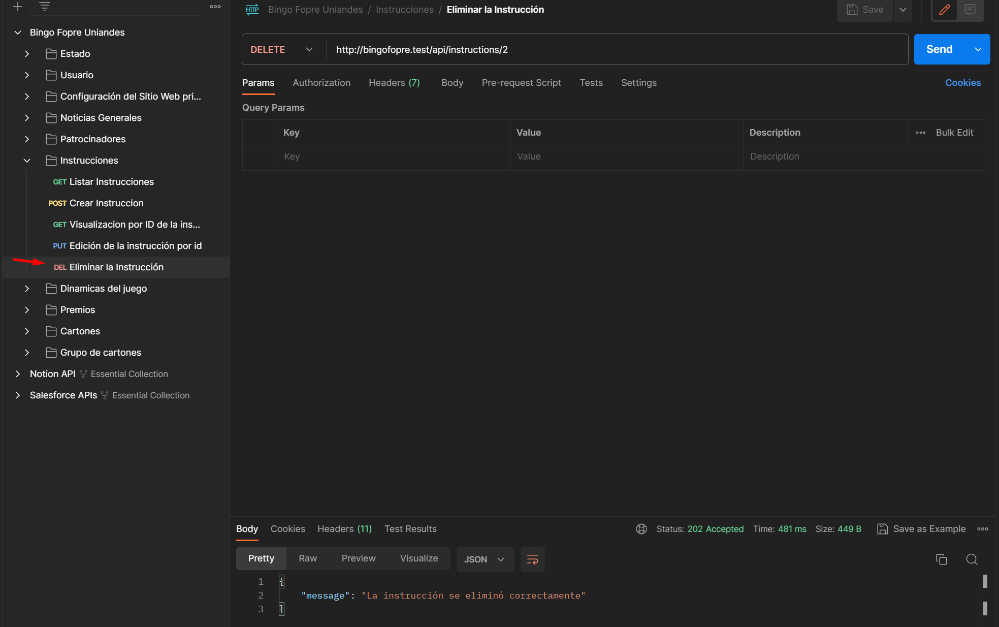 HTTP Bingo Fopre Uniandes / Instrucciones / Eliminar la Instrucción
Save
Bingo Fopre Uniandes
Estado
Usuario
Configuración del Sitio Web pri...
Noticias Generales
Patrocinadores
Instrucciones
GET Listar Instrucciones
POST Crear Instruccion
GET Visualizacion por ID de la ins...
PUT Edición de la instrucción por id
DEL Eliminar la Instrucción
Dinamicas del juego
Premios
Cartones
Grupo de cartones
Notion API Essential Collection
Salesforce APIs Essential Collection
DELETE http://bingofopre.test/api/instructions/2 Send
Params Authorization Headers (7) Body Pre-request Script Tests Settings Cookies
Query Params
Key Value Description Bulk Edit
Key Value Description
Body Cookies Headers (11) Test Results Status: 202 Accepted Time: 481 ms Size: 449 B Save as Example
Pretty Raw Preview Visualize JSON
1 {
2 "message": "La instrucción se eliminó correctamente"
3 }